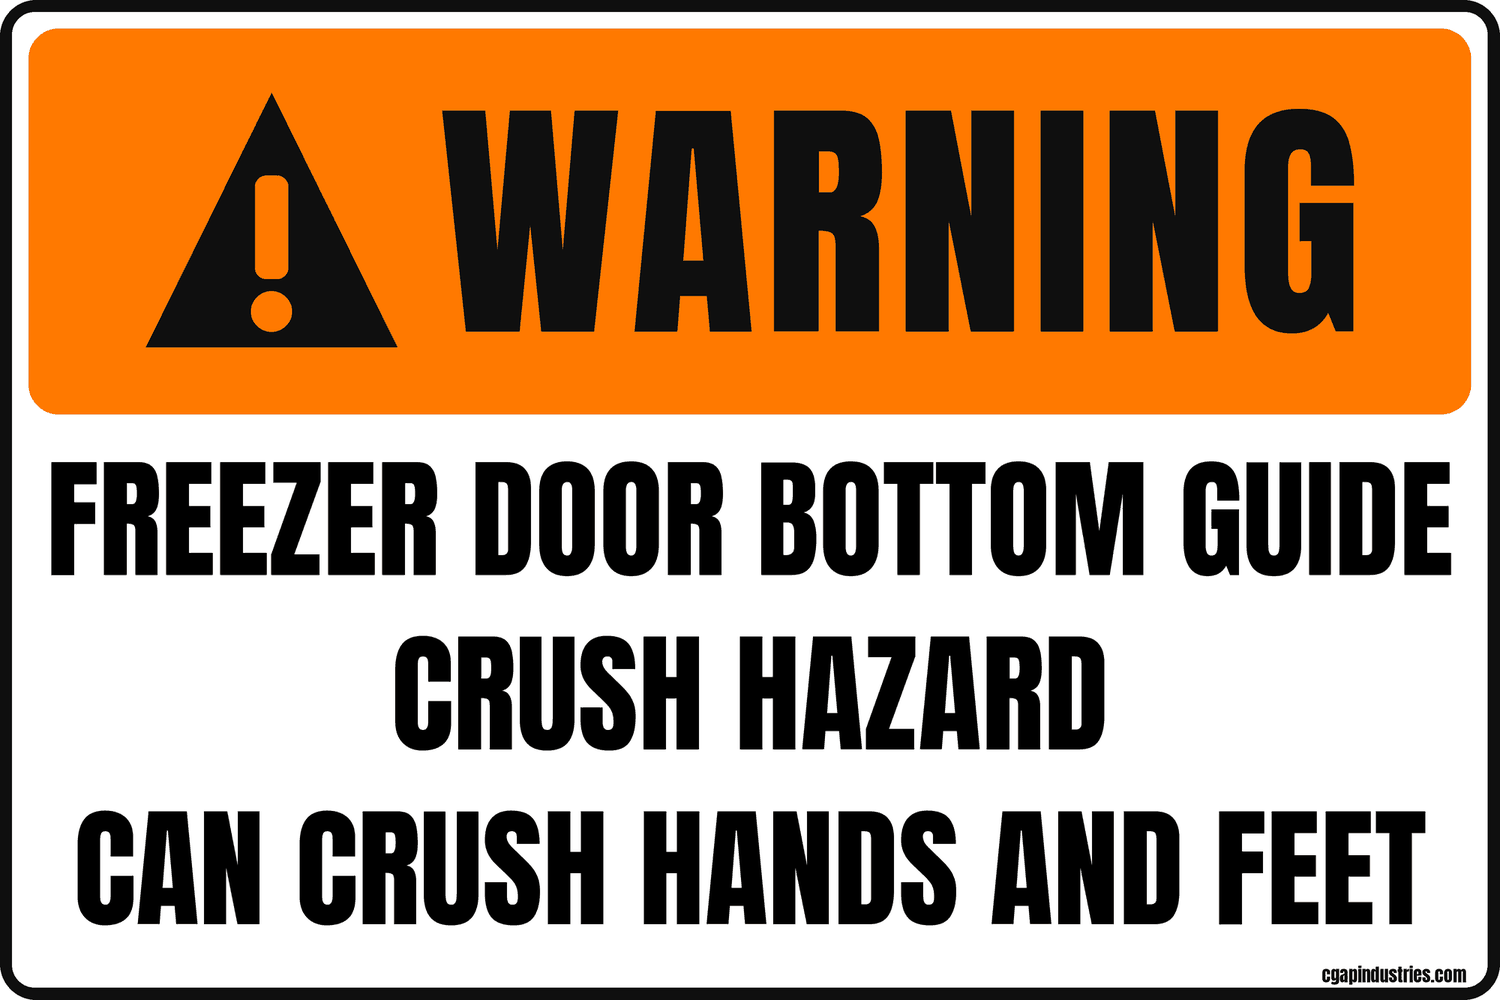 WARNING
FREEZER DOOR BOTTOM GUIDE
CRUSH HAZARD
CAN CRUSH HANDS AND FEET
cgapindustries.com